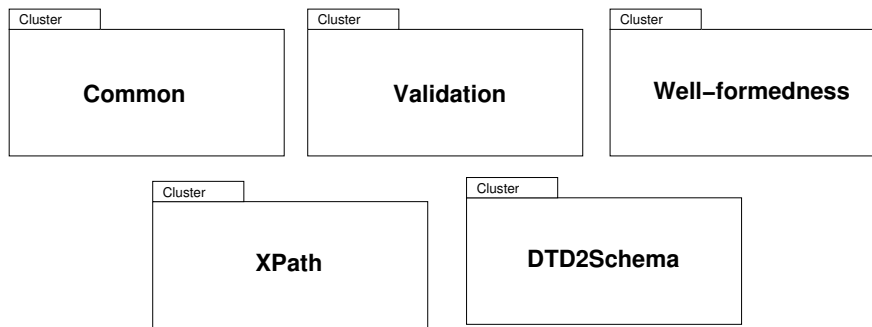 Cluster
Common
Cluster
Validation
Cluster
Well−formedness
Cluster
XPath
Cluster
DTD2Schema